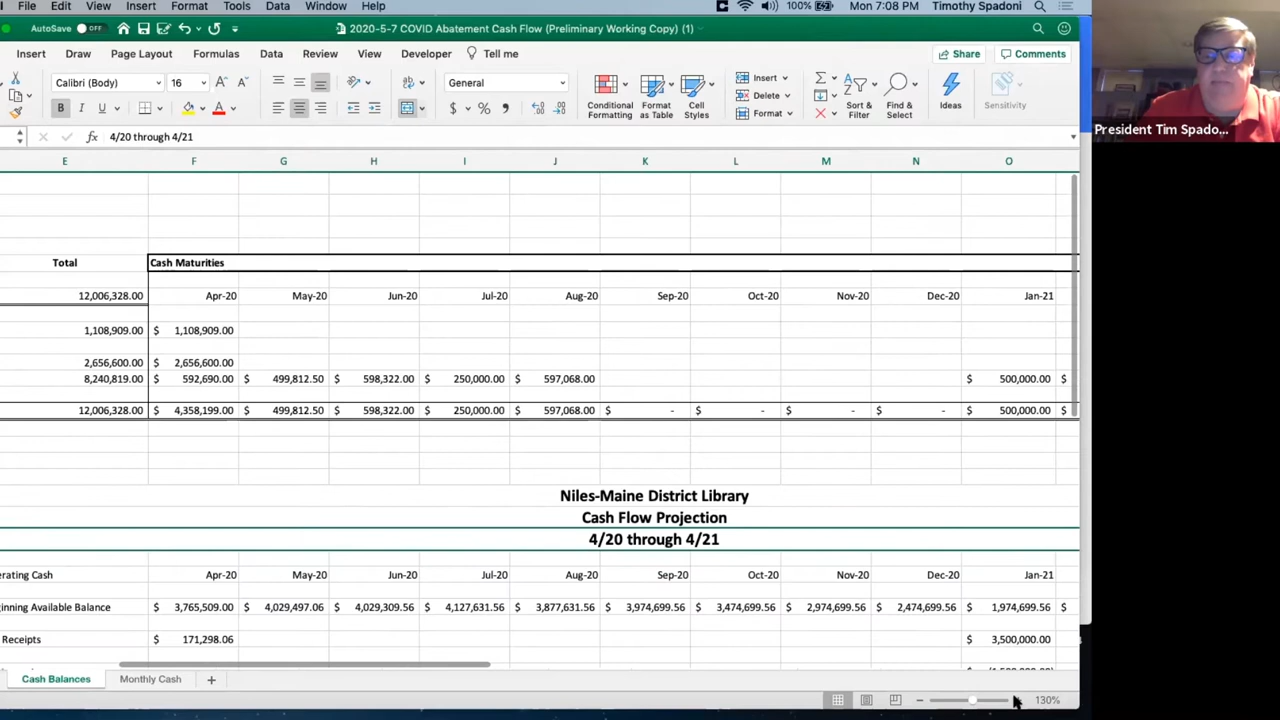 File Edit View Insert Format Tools Data Window Help 100% Mon 7:08 PM Timothy Spadoni
AutoSave OFF 2020-5-7 COVID Abatement Cash Flow (Preliminary Working Copy) (1)
Insert Draw Page Layout Formulas Data Review View Developer Tell me Share Comments
Calibri (Body) 16 General Insert
Delete
Format
B I U $ % Conditional Formatting Format as Table Cell Styles Sort & Filter Find & Select Ideas Sensitivity
President Tim Spado...
fx 4/20 through 4/21
E F G H I J K L M N O
Total Cash Maturities
12,006,328.00 Apr-20 May-20 Jun-20 Jul-20 Aug-20 Sep-20 Oct-20 Nov-20 Dec-20 Jan-21
1,108,909.00 $ 1,108,909.00
2,656,600.00 $ 2,656,600.00
8,240,819.00 $ 592,690.00 $ 499,812.50 $ 598,322.00 $ 250,000.00 $ 597,068.00 $ 500,000.00 $
12,006,328.00 $ 4,358,199.00 $ 499,812.50 $ 598,322.00 $ 250,000.00 $ 597,068.00 $ - $ - $ - $ - $ 500,000.00 $
Niles-Maine District Library
Cash Flow Projection
4/20 through 4/21
erating Cash Apr-20 May-20 Jun-20 Jul-20 Aug-20 Sep-20 Oct-20 Nov-20 Dec-20 Jan-21
ginning Available Balance $ 3,765,509.00 $ 4,029,497.06 $ 4,029,309.56 $ 4,127,631.56 $ 3,877,631.56 $ 3,974,699.56 $ 3,474,699.56 $ 2,974,699.56 $ 2,474,699.56 $ 1,974,699.56 $
Receipts $ 171,298.06 $ 3,500,000.00
Cash Balances Monthly Cash + 130%